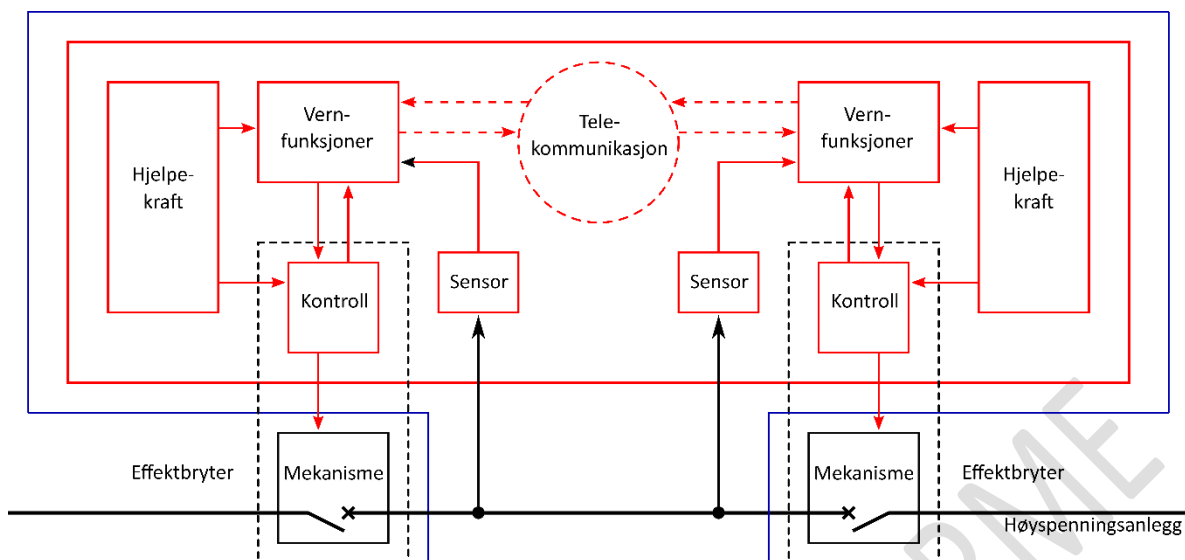 Hjelpe-
kraft
Vern-
funksjoner
Tele-
kommunikasjon
Vern-
funksjoner
Hjelpe-
kraft
Kontroll
Sensor
Sensor
Kontroll
Effektbryter
Mekanisme
Mekanisme
Effektbryter
Høyspenningsanlegg
RME